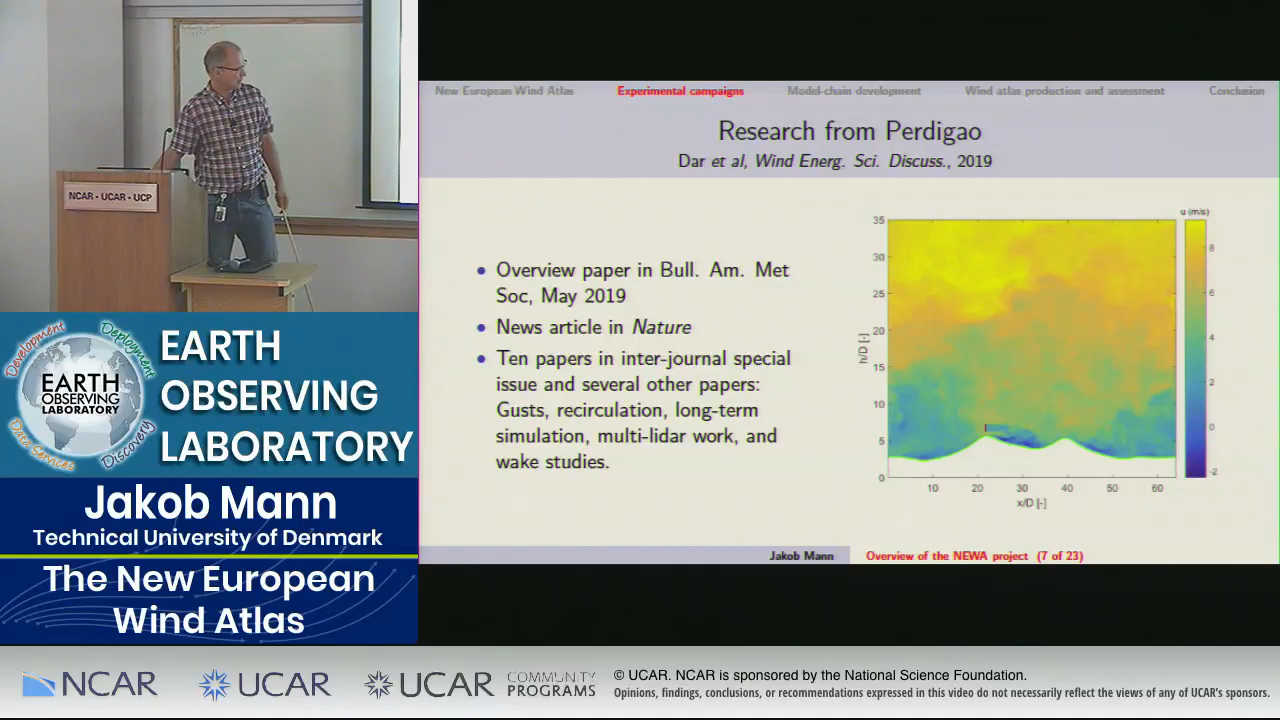 NCAR • UCAR • UCP
Development
Deployment
EARTH
OBSERVING
LABORATORY
Data Services
Discovery
EARTH
OBSERVING
LABORATORY
Jakob Mann
Technical University of Denmark
The New European
Wind Atlas
New European Wind Atlas
Experimental campaigns
Model-chain development
Wind atlas production and assessment
Conclusion
Research from Perdigao
Dar et al, Wind Energ. Sci. Discuss., 2019
• Overview paper in Bull. Am. Met
Soc, May 2019
• News article in Nature
• Ten papers in inter-journal special
issue and several other papers:
Gusts, recirculation, long-term
simulation, multi-lidar work, and
wake studies.
u (m/s)
35
30
25
20
15
10
5
0
h/D [-]
10
20
30
40
50
60
x/D [-]
8
6
4
2
0
-2
Jakob Mann
Overview of the NEWA project (7 of 23)
NCAR
UCAR
UCAR
COMMUNITY
PROGRAMS
© UCAR. NCAR is sponsored by the National Science Foundation.
Opinions, findings, conclusions, or recommendations expressed in this video do not necessarily reflect the views of any of UCAR's sponsors.